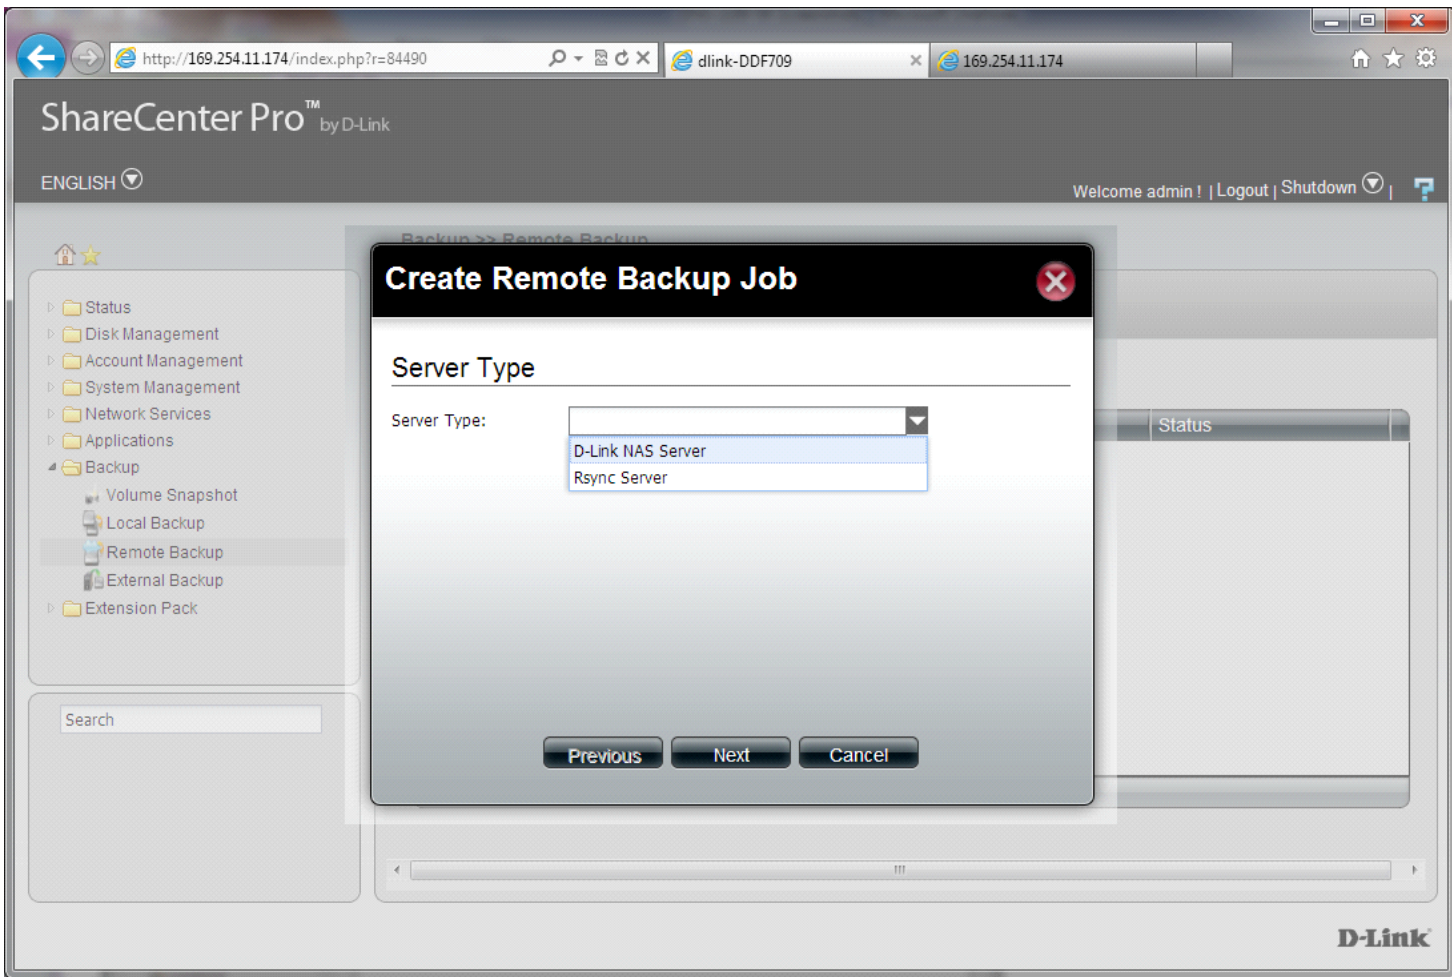 http://169.254.11.174/index.php?r=84490
dlink-DDF709
169.254.11.174
ShareCenter Pro™ by D-Link
ENGLISH
Welcome admin ! | Logout | Shutdown |
Backup >> Remote Backup
Create Remote Backup Job
Status
Disk Management
Account Management
System Management
Network Services
Applications
Backup
Volume Snapshot
Local Backup
Remote Backup
External Backup
Extension Pack
Search
Server Type
Server Type:
D-Link NAS Server
Rsync Server
Status
Previous
Next
Cancel
D-Link